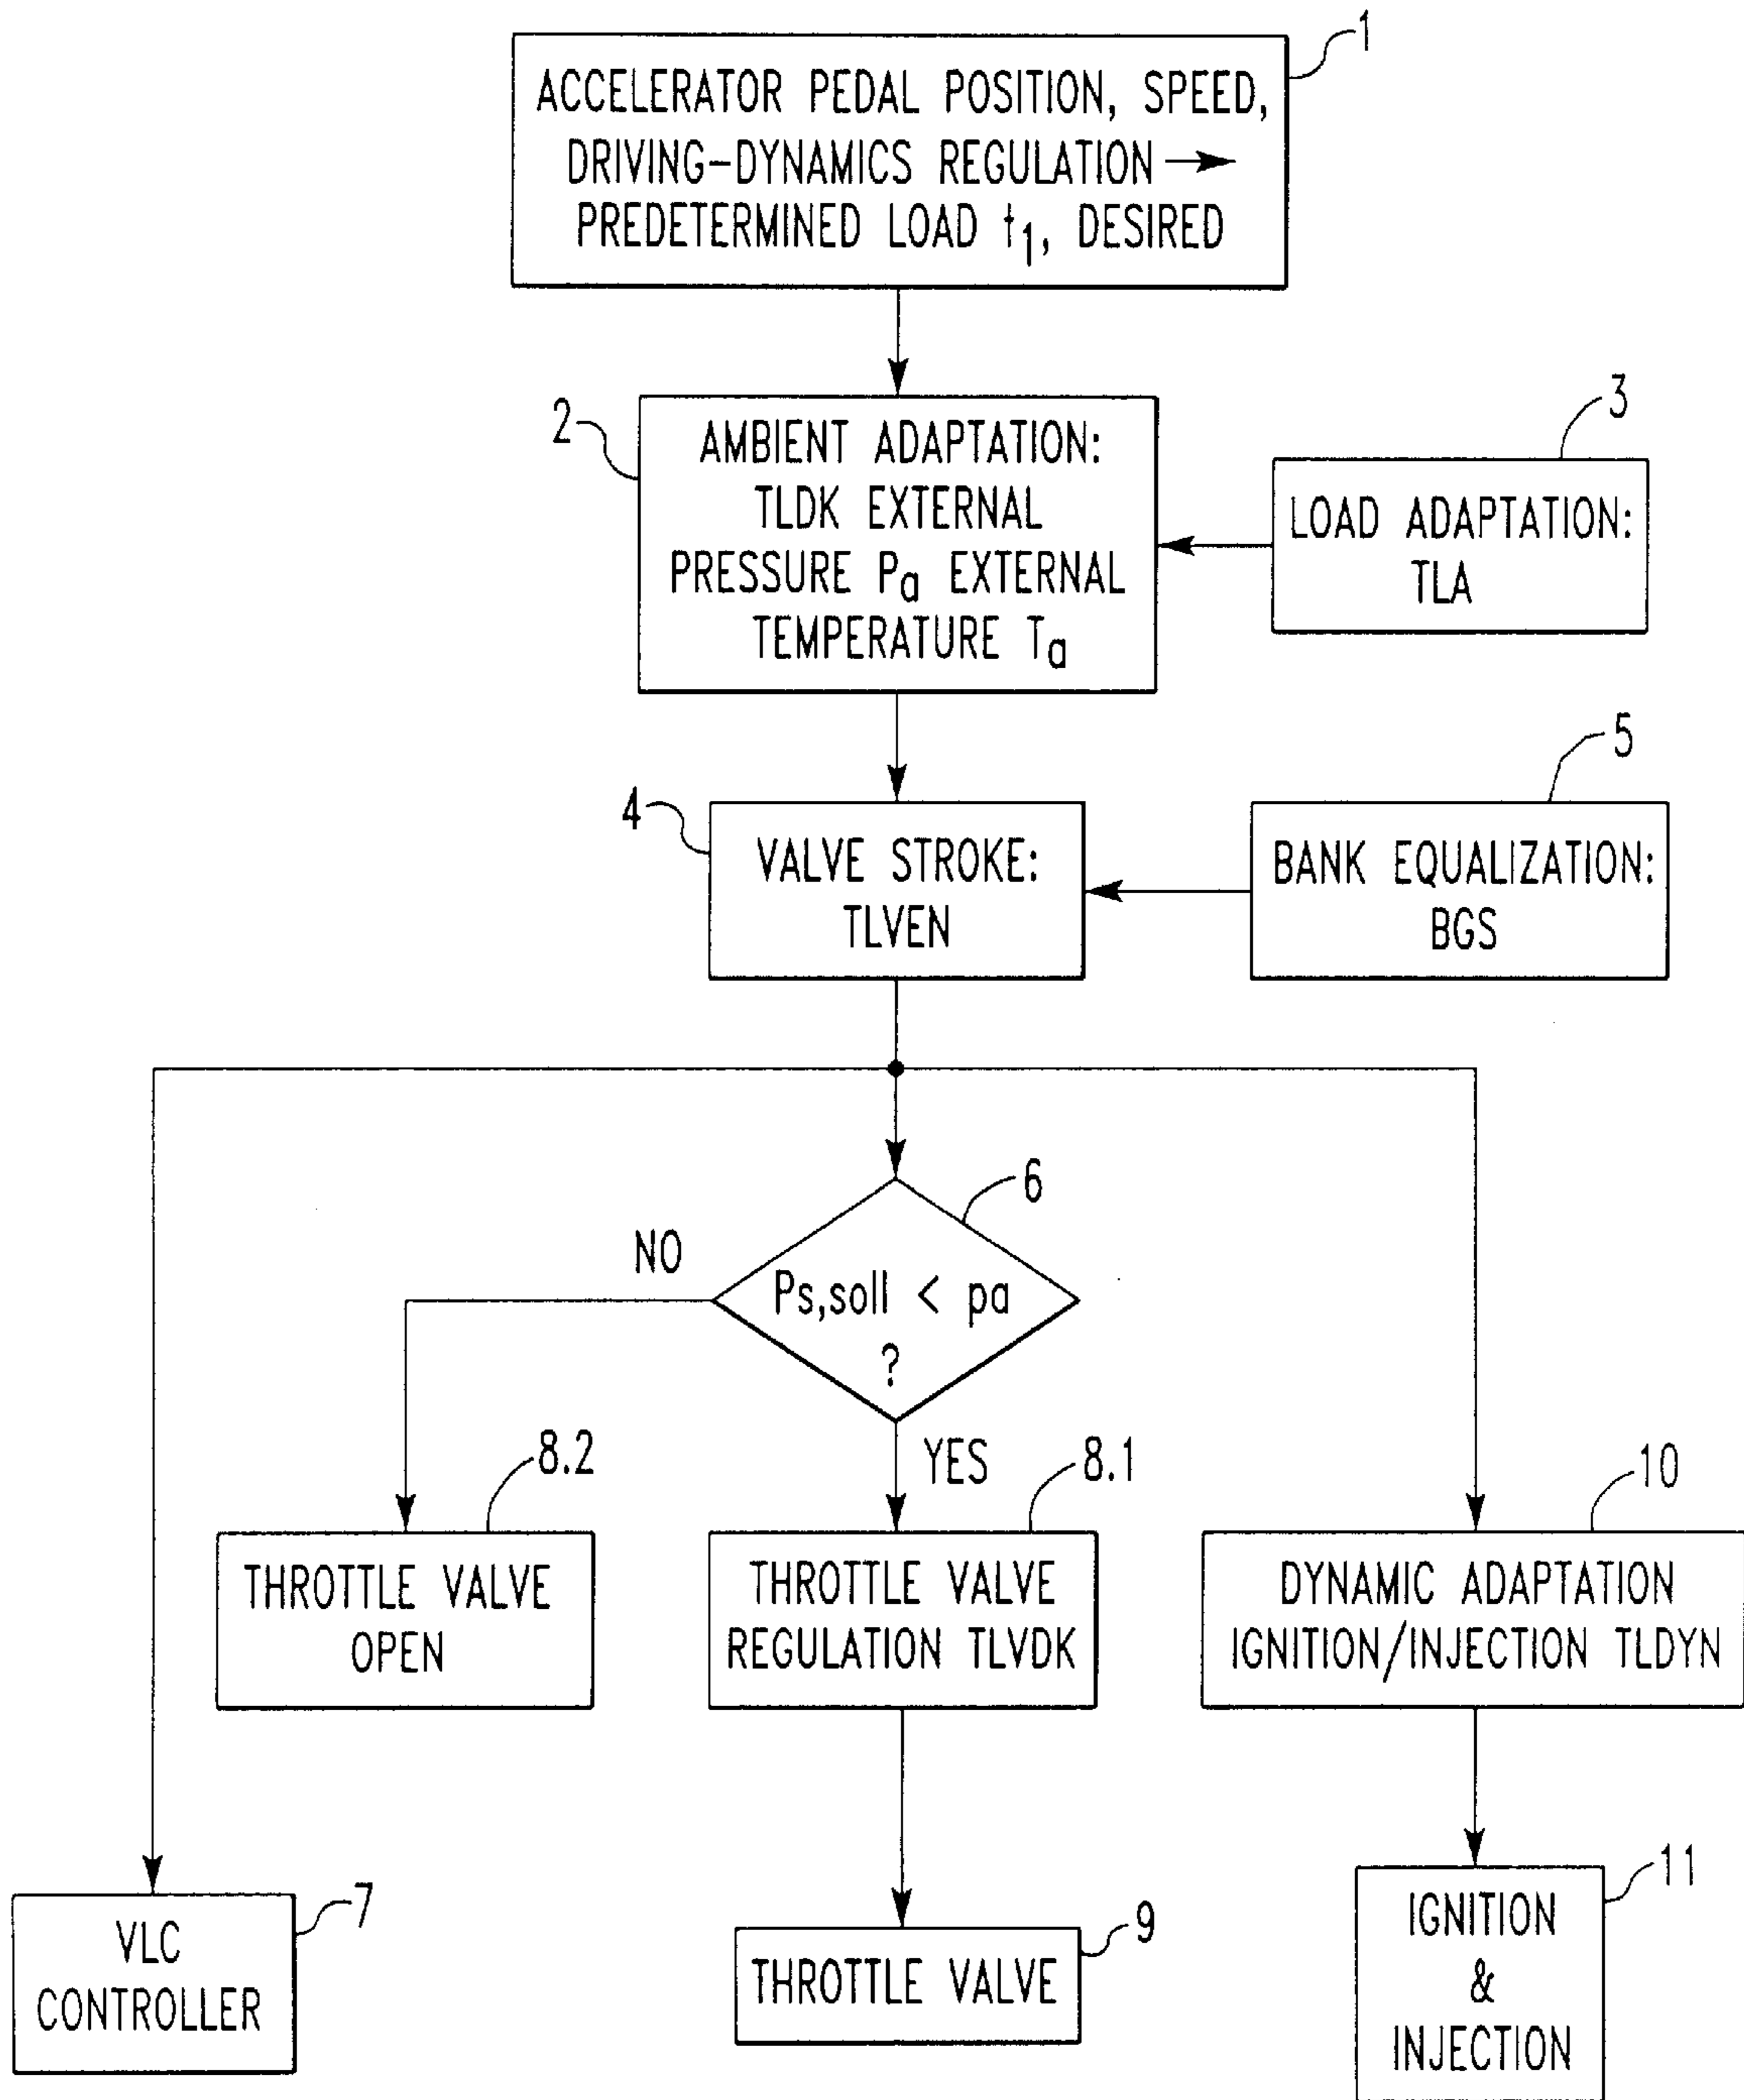 1
ACCELERATOR PEDAL POSITION, SPEED,
DRIVING-DYNAMICS REGULATION →
PREDETERMINED LOAD t1, DESIRED
2
AMBIENT ADAPTATION:
TLDK EXTERNAL
PRESSURE Pa EXTERNAL
TEMPERATURE Ta
3
LOAD ADAPTATION:
TLA
4
VALVE STROKE:
TLVEN
5
BANK EQUALIZATION:
BGS
6
Ps,soll < pa
?
NO
YES
8.2
THROTTLE VALVE
OPEN
8.1
THROTTLE VALVE
REGULATION TLVDK
10
DYNAMIC ADAPTATION
IGNITION/INJECTION TLDYN
7
VLC
CONTROLLER
9
THROTTLE VALVE
11
IGNITION
&
INJECTION